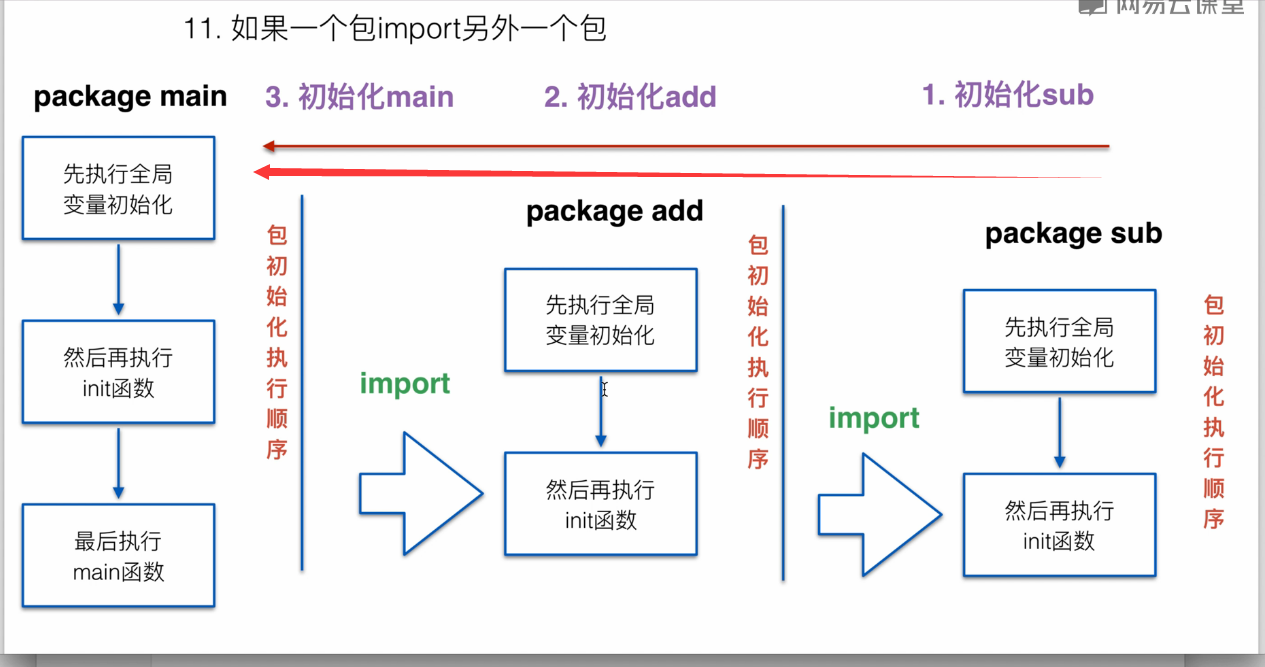 网易云课堂
11. 如果一个包import另外一个包
package main
3. 初始化main
2. 初始化add
1. 初始化sub
先执行全局
变量初始化
然后再执行
init函数
最后执行
main函数
包初始化执行顺序
import
package add
先执行全局
变量初始化
然后再执行
init函数
包初始化执行顺序
import
package sub
先执行全局
变量初始化
然后再执行
init函数
包初始化执行顺序